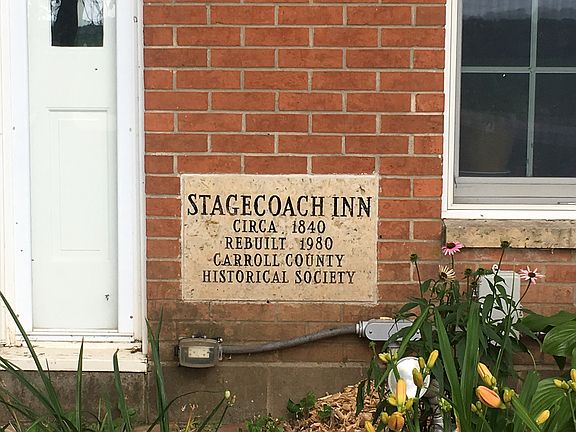 STAGECOACH INN
CIRCA 1840
REBUILT 1980
CARROLL COUNTY
HISTORICAL SOCIETY